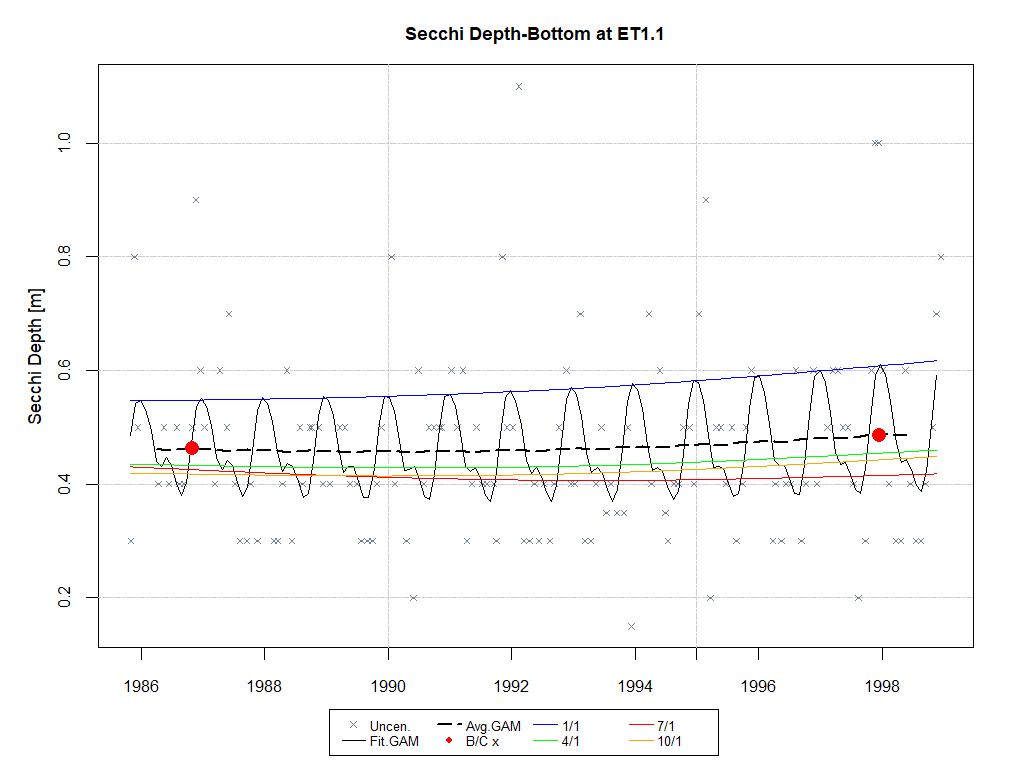 Secchi Depth-Bottom at ET1.1
Secchi Depth [m]
1.0
0.8
0.6
0.4
0.2
1986 1988 1990 1992 1994 1996 1998
Uncen. Avg.GAM 1/1 7/1
Fit.GAM B/C x 4/1 10/1